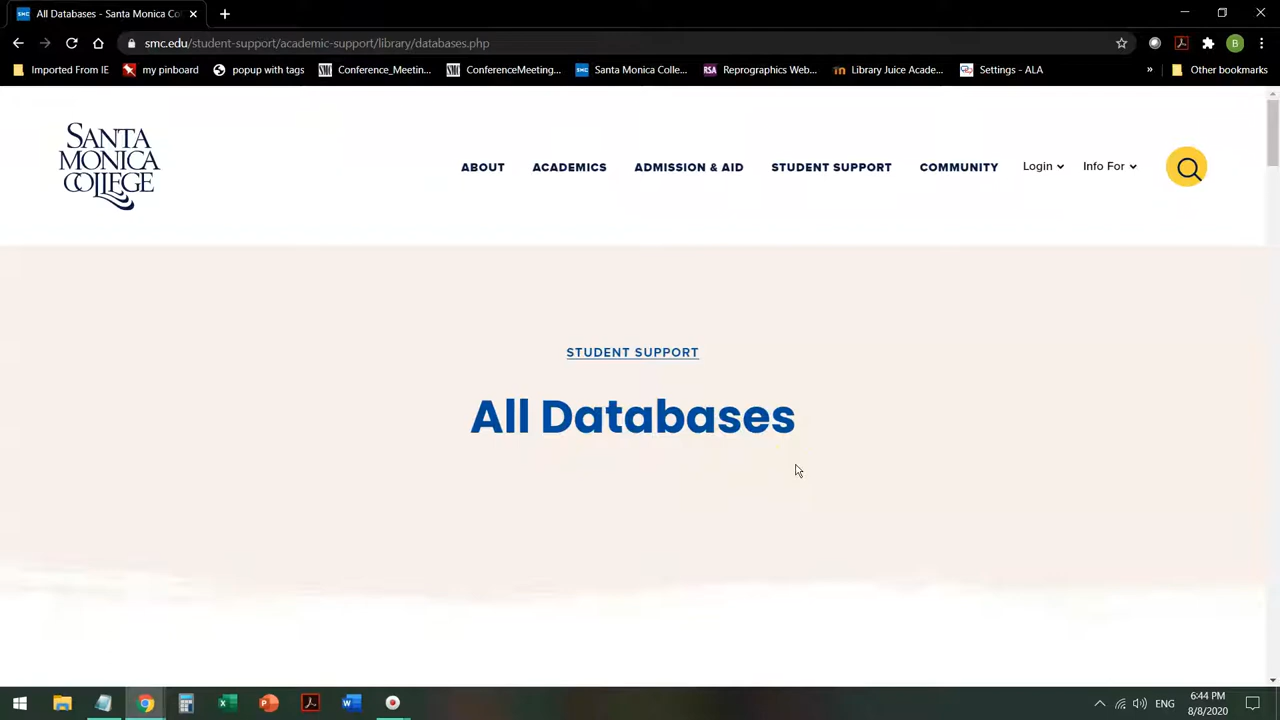 SMC All Databases - Santa Monica Co
smc.edu/student-support/academic-support/library/databases.php
B
Imported From IE my pinboard popup with tags Conference_Meetin... ConferenceMeeting... SMC Santa Monica Colle... RSA Reprographics Web... Library Juice Acade... Settings - ALA » Other bookmarks
SANTA
MONICA
COLLEGE
ABOUT ACADEMICS ADMISSION & AID STUDENT SUPPORT COMMUNITY Login Info For
STUDENT SUPPORT
All Databases
ENG
6:44 PM
8/8/2020